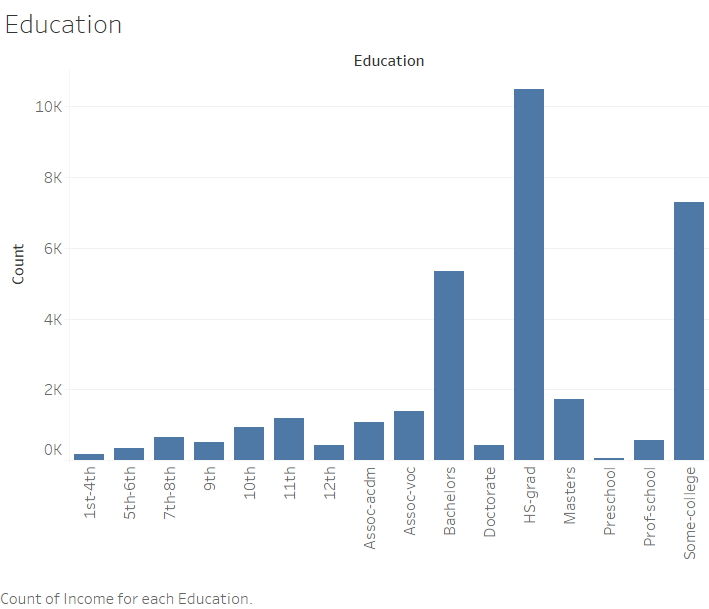 Education
Education
10K
8K
6K
4K
2K
0K
Count
1st-4th
5th-6th
7th-8th
9th
10th
11th
12th
Assoc-acdm
Assoc-voc
Bachelors
Doctorate
HS-grad
Masters
Preschool
Prof-school
Some-college
Count of Income for each Education.